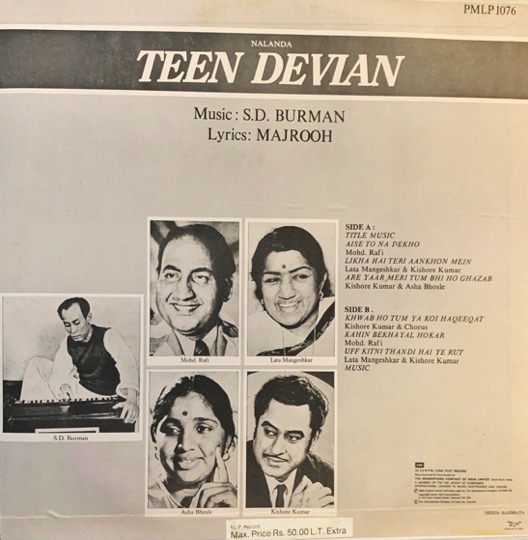 PMLP 1076
NALANDA
TEEN DEVIAN
Music : S.D. BURMAN
Lyrics: MAJROOH
SIDE A :
TITLE MUSIC
AISE TO NA DEKHO
Mohd. Rafi
LIKHA HAI TERI AANKHON MEIN
Lata Mangeshkar & Kishore Kumar
ARE YAAR MERI TUM BHI HO GHAZAB
Kishore Kumar & Asha Bhosle
SIDE B .
KHWAB HO TUM YA KOI HAQEEQAT
Kishore Kumar & Chorus
KAHIN BEKHAYAL HOKAR
Mohd. Rafi
UFF KITNI THANDI HAI YE RUT
Lata Mangeshkar & Kishore Kumar
MUSIC
Mohd. Rafi
Lata Mangeshkar
S.D. Burman
Asha Bhosle
Kishore Kumar
EMI
L.P. Record
Max. Price Rs. 50.00 L.T. Extra